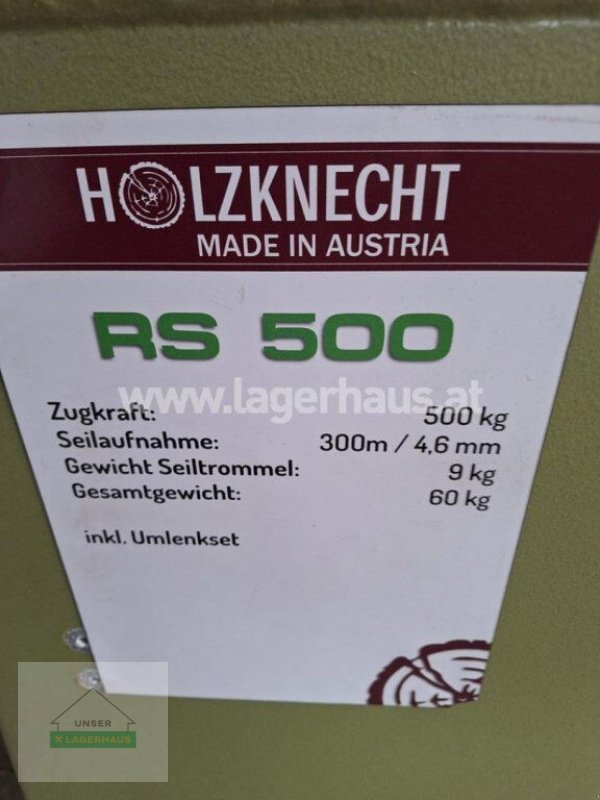 HOLZKNECHT
MADE IN AUSTRIA
RS 500
www.lagerhaus.at
Zugkraft: 500 kg
Seilaufnahme: 300m / 4,6 mm
Gewicht Seiltrommel: 9 kg
Gesamtgewicht: 60 kg
inkl. Umlenkset
UNSER
X LAGERHAUS